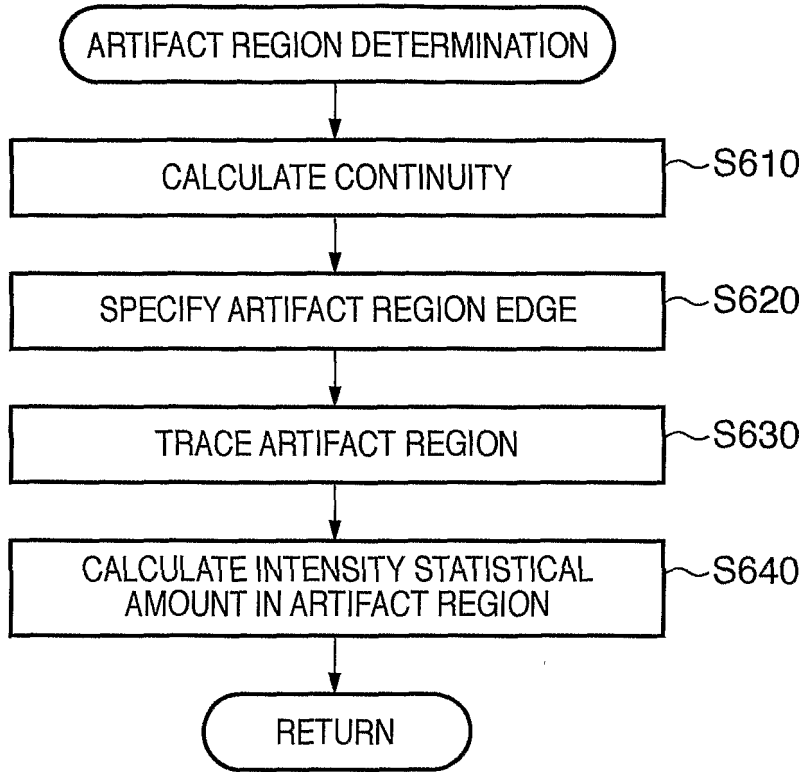 ARTIFACT REGION DETERMINATION
CALCULATE CONTINUITY
S610
SPECIFY ARTIFACT REGION EDGE
S620
TRACE ARTIFACT REGION
S630
CALCULATE INTENSITY STATISTICAL
AMOUNT IN ARTIFACT REGION
S640
RETURN